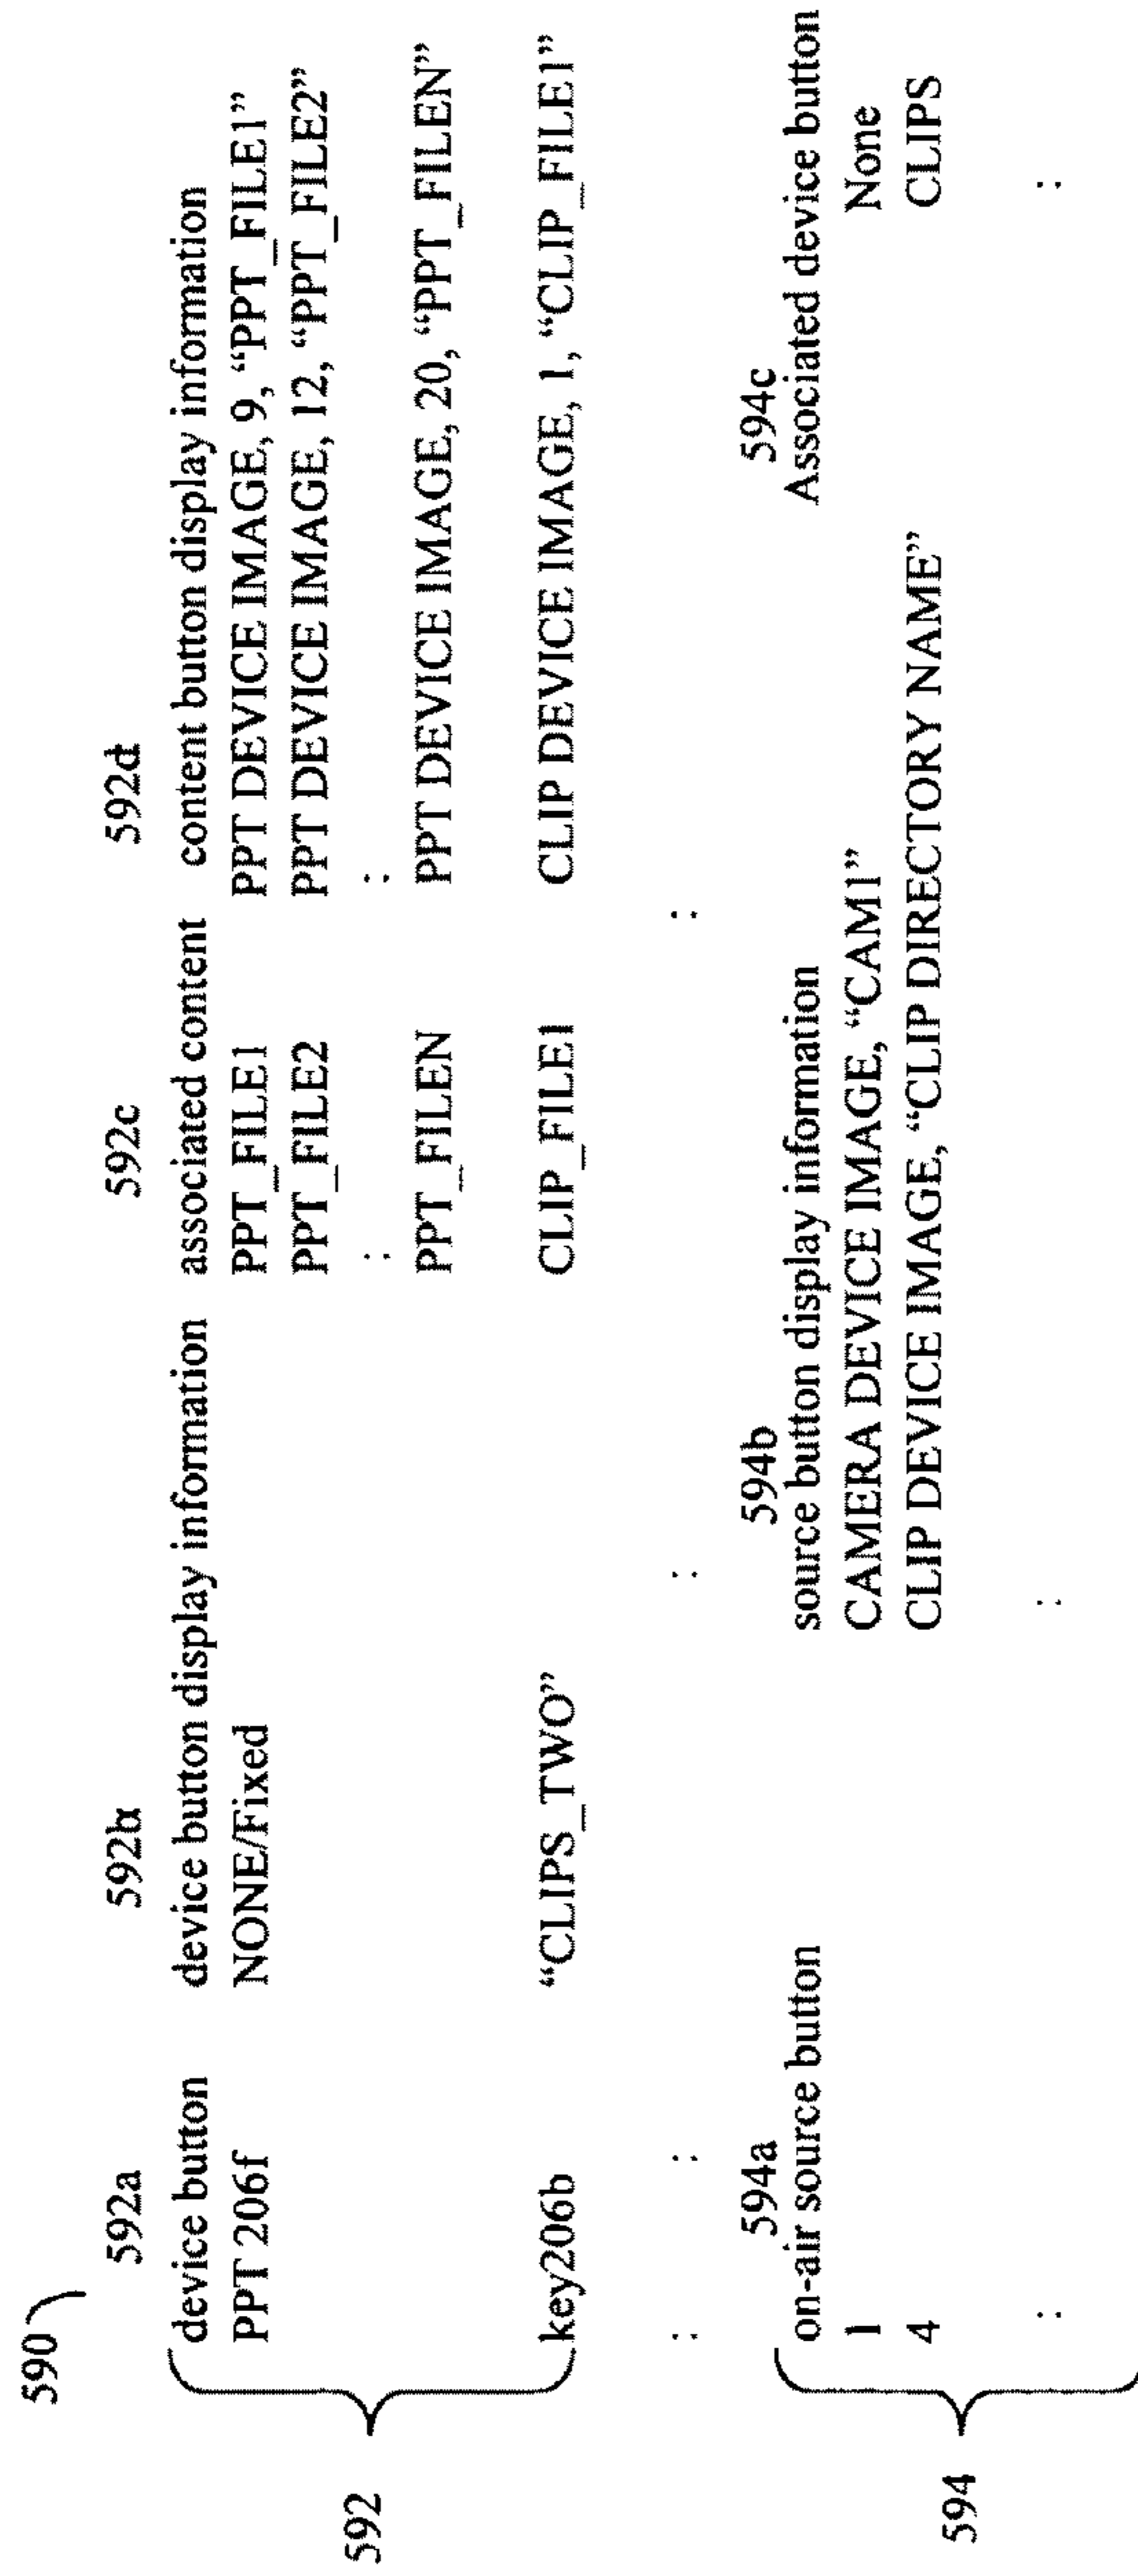 590
592a 592b 592c 592d
device button device button display information associated content content button display information
PPT 206f NONE/Fixed PPT_FILE1 PPT DEVICE IMAGE, 9, “PPT_FILE1”
PPT_FILE2 PPT DEVICE IMAGE, 12, “PPT_FILE2”
: :
592
PPT_FILEN PPT DEVICE IMAGE, 20, “PPT_FILEN”
key206b “CLIPS_TWO” CLIP_FILE1 CLIP DEVICE IMAGE, 1, “CLIP_FILE1”
: : : :
594a 594b 594c
on-air source button source button display information Associated device button
1 CAMERA DEVICE IMAGE, “CAM1” None
4 CLIP DEVICE IMAGE, “CLIP DIRECTORY NAME” CLIPS
594
: : :